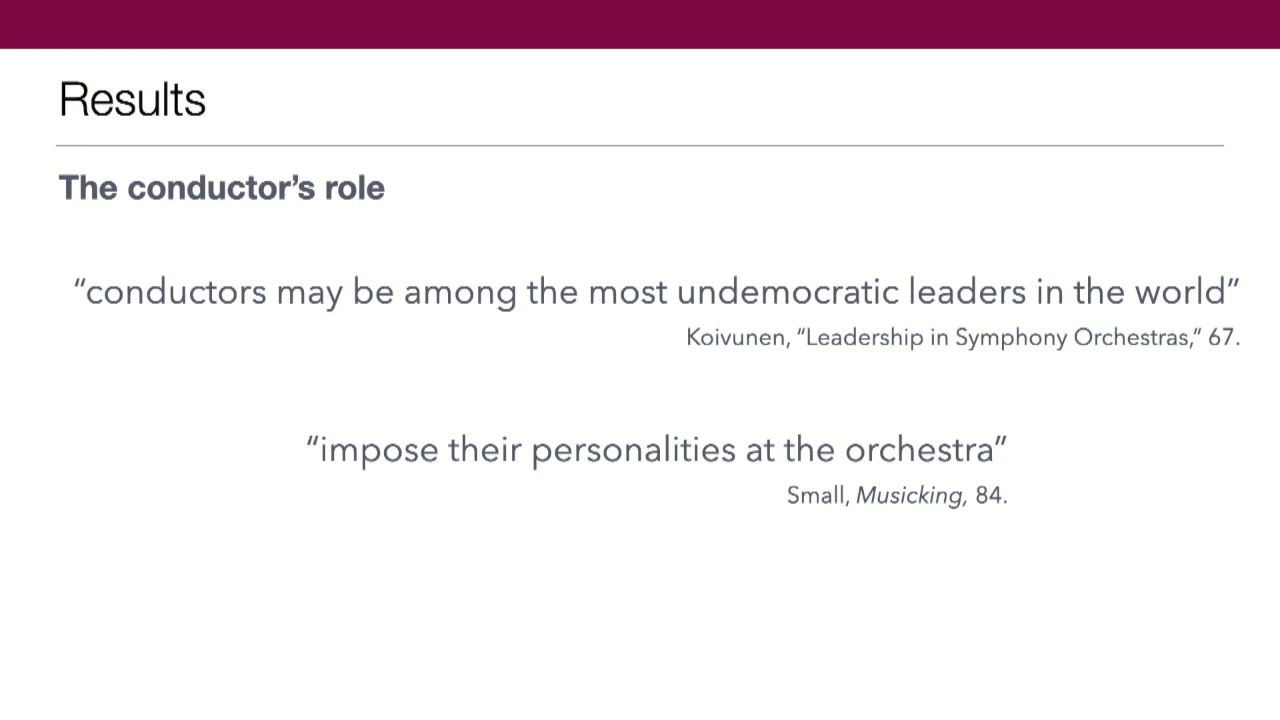 Results
The conductor’s role
“conductors may be among the most undemocratic leaders in the world”
Koivunen, “Leadership in Symphony Orchestras,” 67.
“impose their personalities at the orchestra”
Small, Musicking, 84.